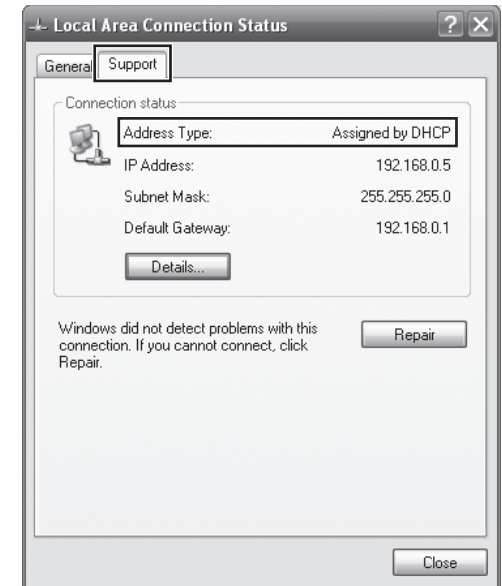 Local Area Connection Status
General
Support
Connection status
Address Type: Assigned by DHCP
IP Address: 192.168.0.5
Subnet Mask: 255.255.255.0
Default Gateway: 192.168.0.1
Details...
Windows did not detect problems with this
connection. If you cannot connect, click
Repair.
Repair
Close